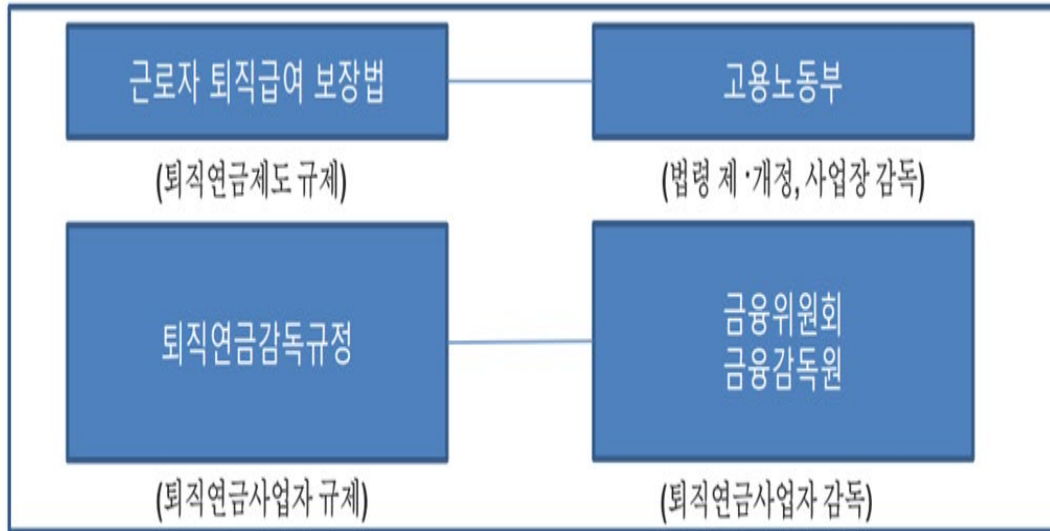 근로자 퇴직급여 보장법
고용노동부
(퇴직연금제도 규제)
(법령 제·개정, 사업장 감독)
퇴직연금감독규정
금융위원회
금융감독원
(퇴직연금사업자 규제)
(퇴직연금사업자 감독)